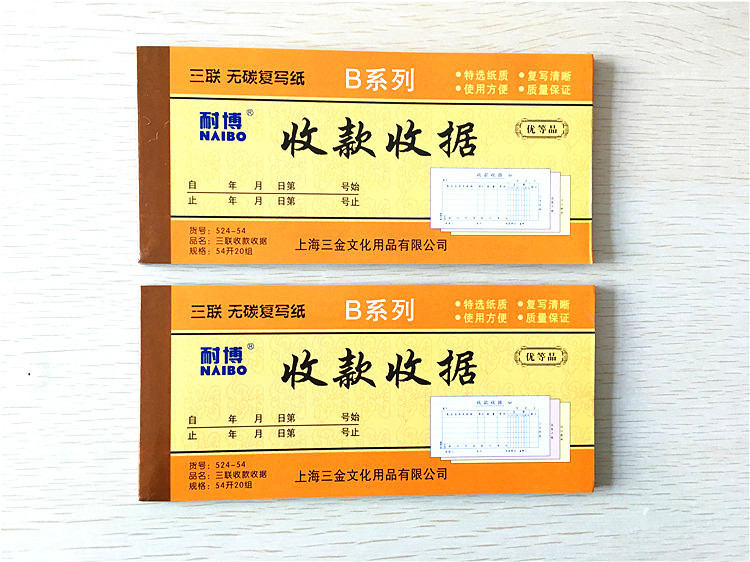 三联 无碳复写纸 B系列
●特选纸质 ●复写清晰
●使用方便 ●质量保证
耐博®
NAIBO
收款收据
优等品
收款收据
自 年 月 日第 号始
止 年 月 日第 号止
货号：524-54
品名：三联收款收据
规格：54开20组
上海三金文化用品有限公司
三联 无碳复写纸 B系列
●特选纸质 ●复写清晰
●使用方便 ●质量保证
耐博®
NAIBO
收款收据
优等品
收款收据
自 年 月 日第 号始
止 年 月 日第 号止
货号：524-54
品名：三联收款收据
规格：54开20组
上海三金文化用品有限公司